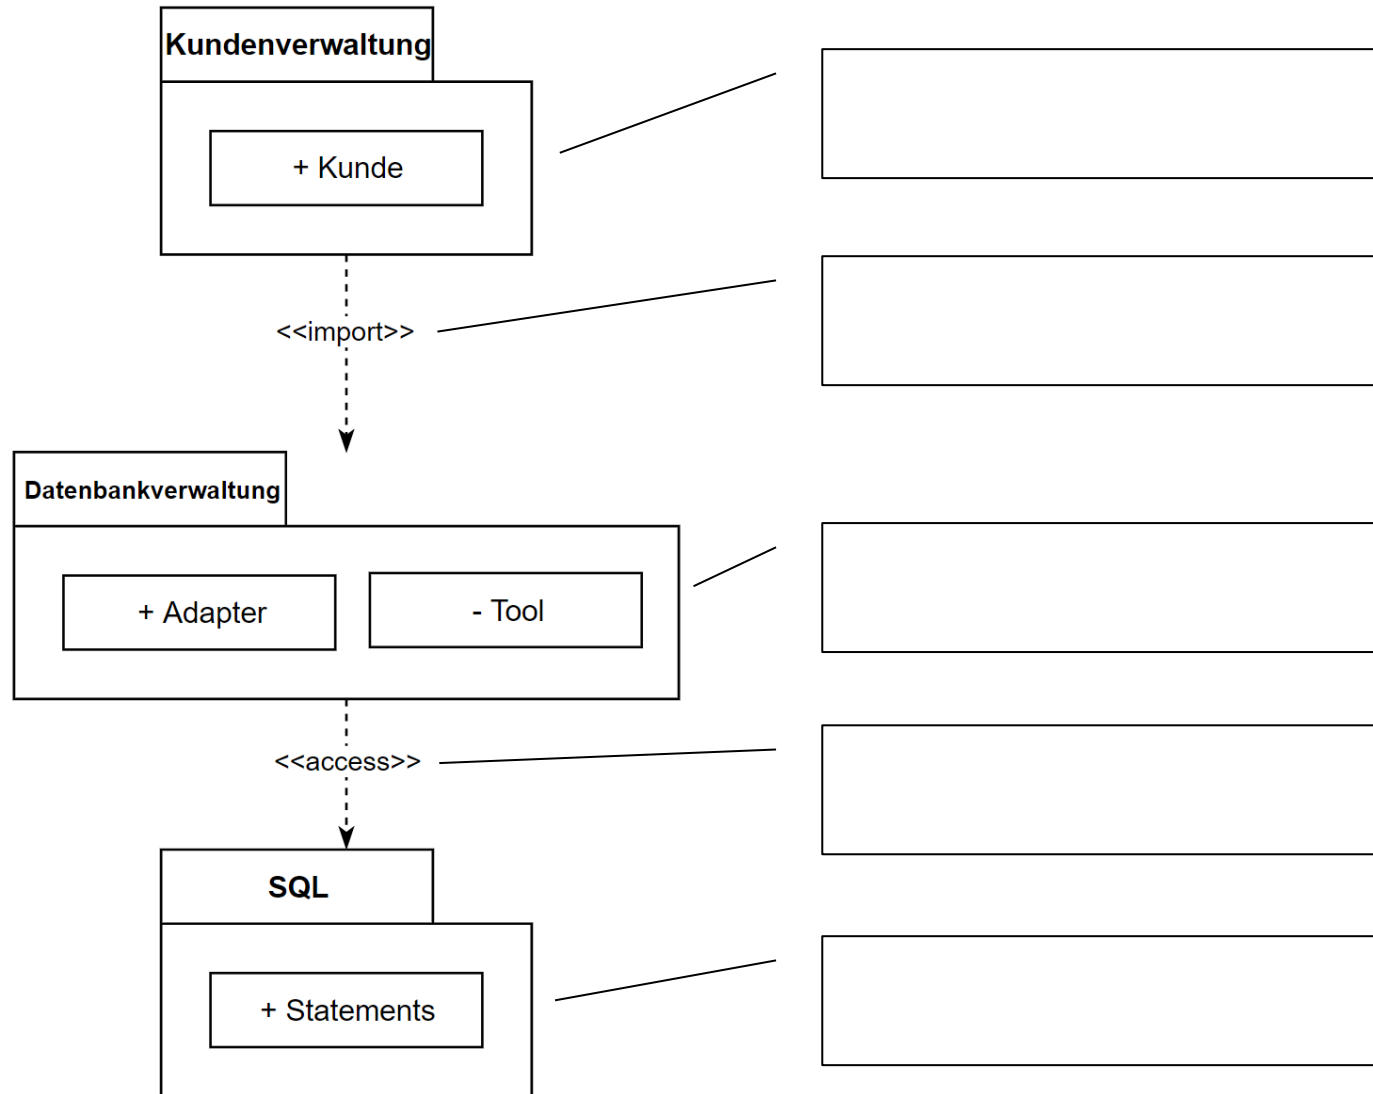 Kundenverwaltung
+ Kunde
<<import>>
Datenbankverwaltung
+ Adapter
- Tool
<<access>>
SQL
+ Statements